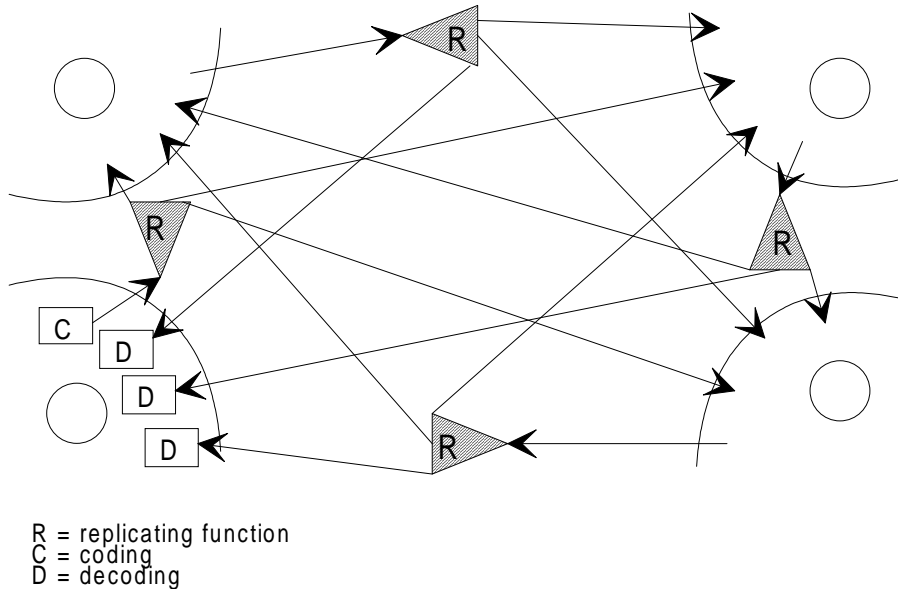 R
R
R
C
D
D
R
D
R = replicating function
C = coding
D = decoding